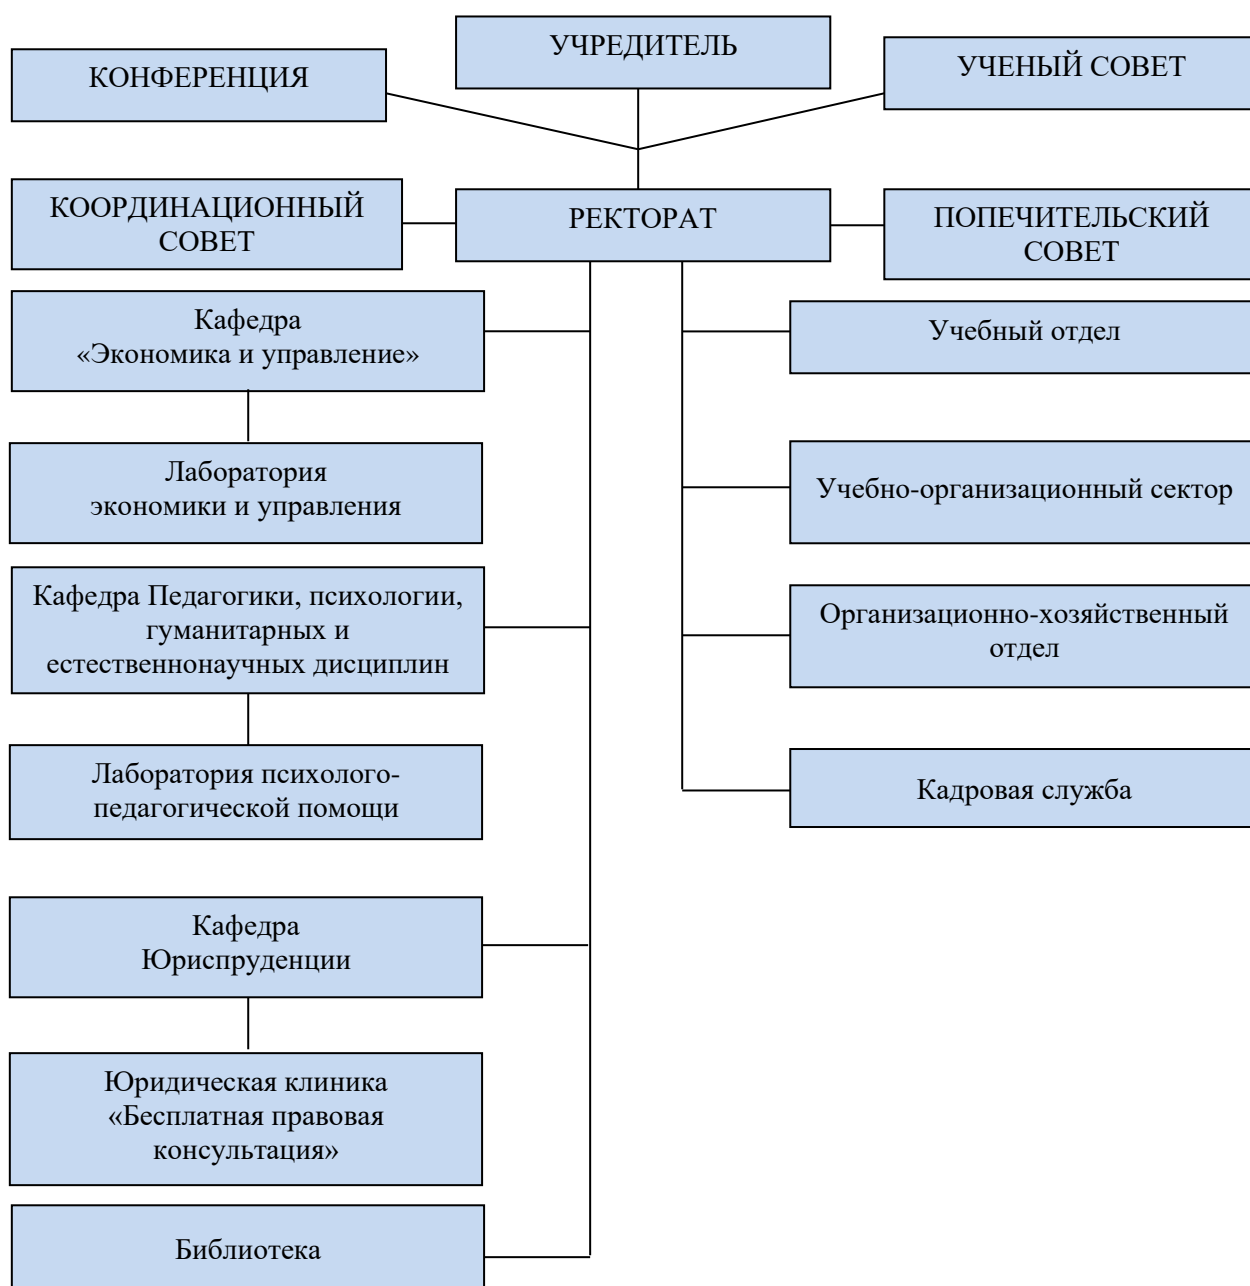 УЧРЕДИТЕЛЬ
КОНФЕРЕНЦИЯ
УЧЕНЫЙ СОВЕТ
КООРДИНАЦИОННЫЙ
СОВЕТ
РЕКТОРАТ
ПОПЕЧИТЕЛЬСКИЙ
СОВЕТ
Кафедра
«Экономика и управление»
Учебный отдел
Лаборатория
экономики и управления
Учебно-организационный сектор
Кафедра Педагогики, психологии,
гуманитарных и
естественнонаучных дисциплин
Организационно-хозяйственный
отдел
Лаборатория психолого-
педагогической помощи
Кадровая служба
Кафедра
Юриспруденции
Юридическая клиника
«Бесплатная правовая
консультация»
Библиотека